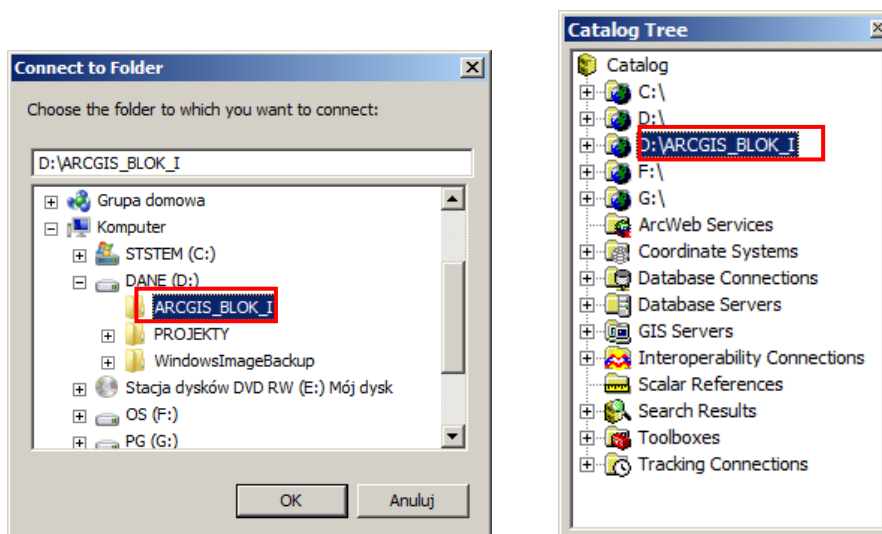 Connect to Folder
Choose the folder to which you want to connect:
D:\ARCGIS_BLOK_I
Grupa domowa
Komputer
STSTEM (C:)
DANE (D:)
ARCGIS_BLOK_I
PROJEKTY
WindowsImageBackup
Stacja dysków DVD RW (E:) Mój dysk
OS (F:)
PG (G:)
OK
Anuluj
Catalog Tree
Catalog
C:\
D:\
D:\ARCGIS_BLOK_I
F:\
G:\
ArcWeb Services
Coordinate Systems
Database Connections
Database Servers
GIS Servers
Interoperability Connections
Scalar References
Search Results
Toolboxes
Tracking Connections